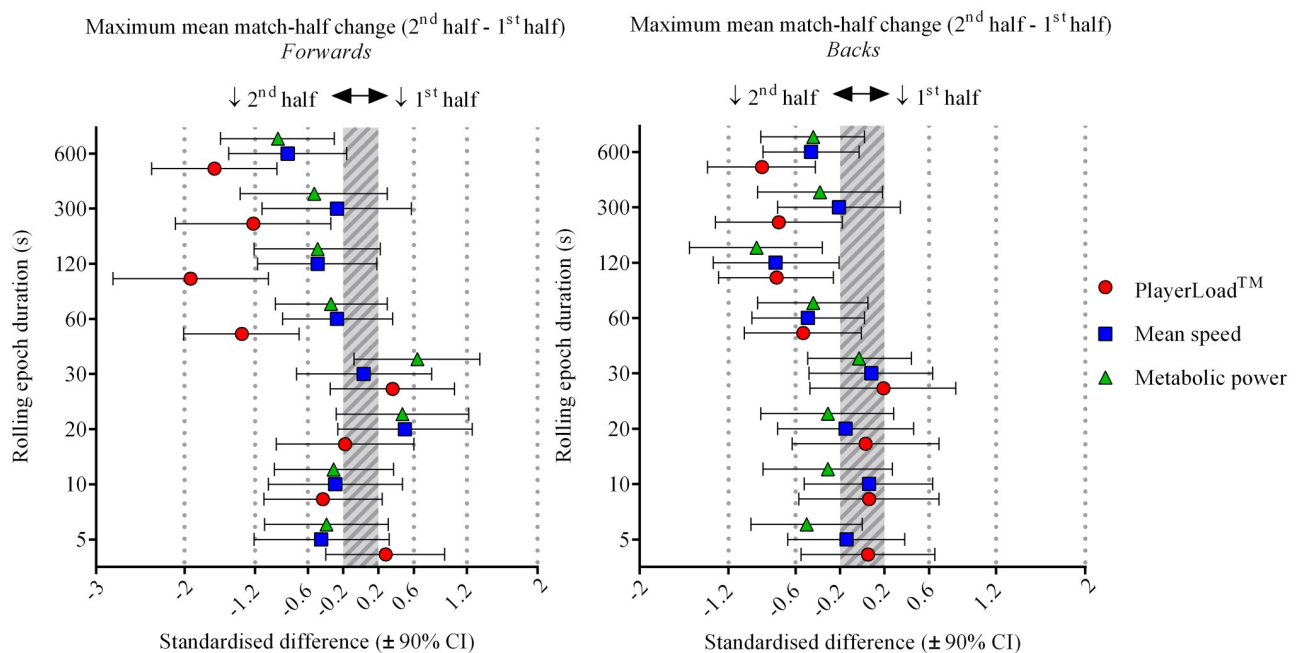 Maximum mean match-half change (2nd half - 1st half)
Forwards
↓ 2nd half ↓ 1st half
Rolling epoch duration (s)
600
300
120
60
30
20
10
5
-3
-2
-1.2
-0.6
-0.2
0.2
0.6
1.2
2
Standardised difference (± 90% CI)
Maximum mean match-half change (2nd half - 1st half)
Backs
↓ 2nd half ↓ 1st half
Rolling epoch duration (s)
600
300
120
60
30
20
10
5
-2
-1.2
-0.6
-0.2
0.2
0.6
1.2
2
Standardised difference (± 90% CI)
PlayerLoad™
Mean speed
Metabolic power